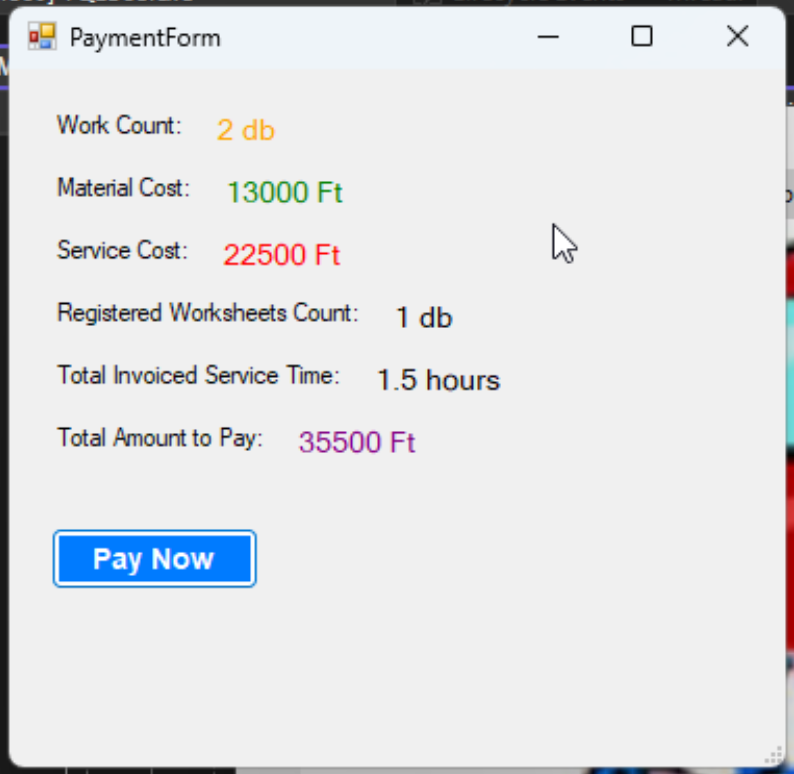 PaymentForm
Work Count: 2 db
Material Cost: 13000 Ft
Service Cost: 22500 Ft
Registered Worksheets Count: 1 db
Total Invoiced Service Time: 1.5 hours
Total Amount to Pay: 35500 Ft
Pay Now